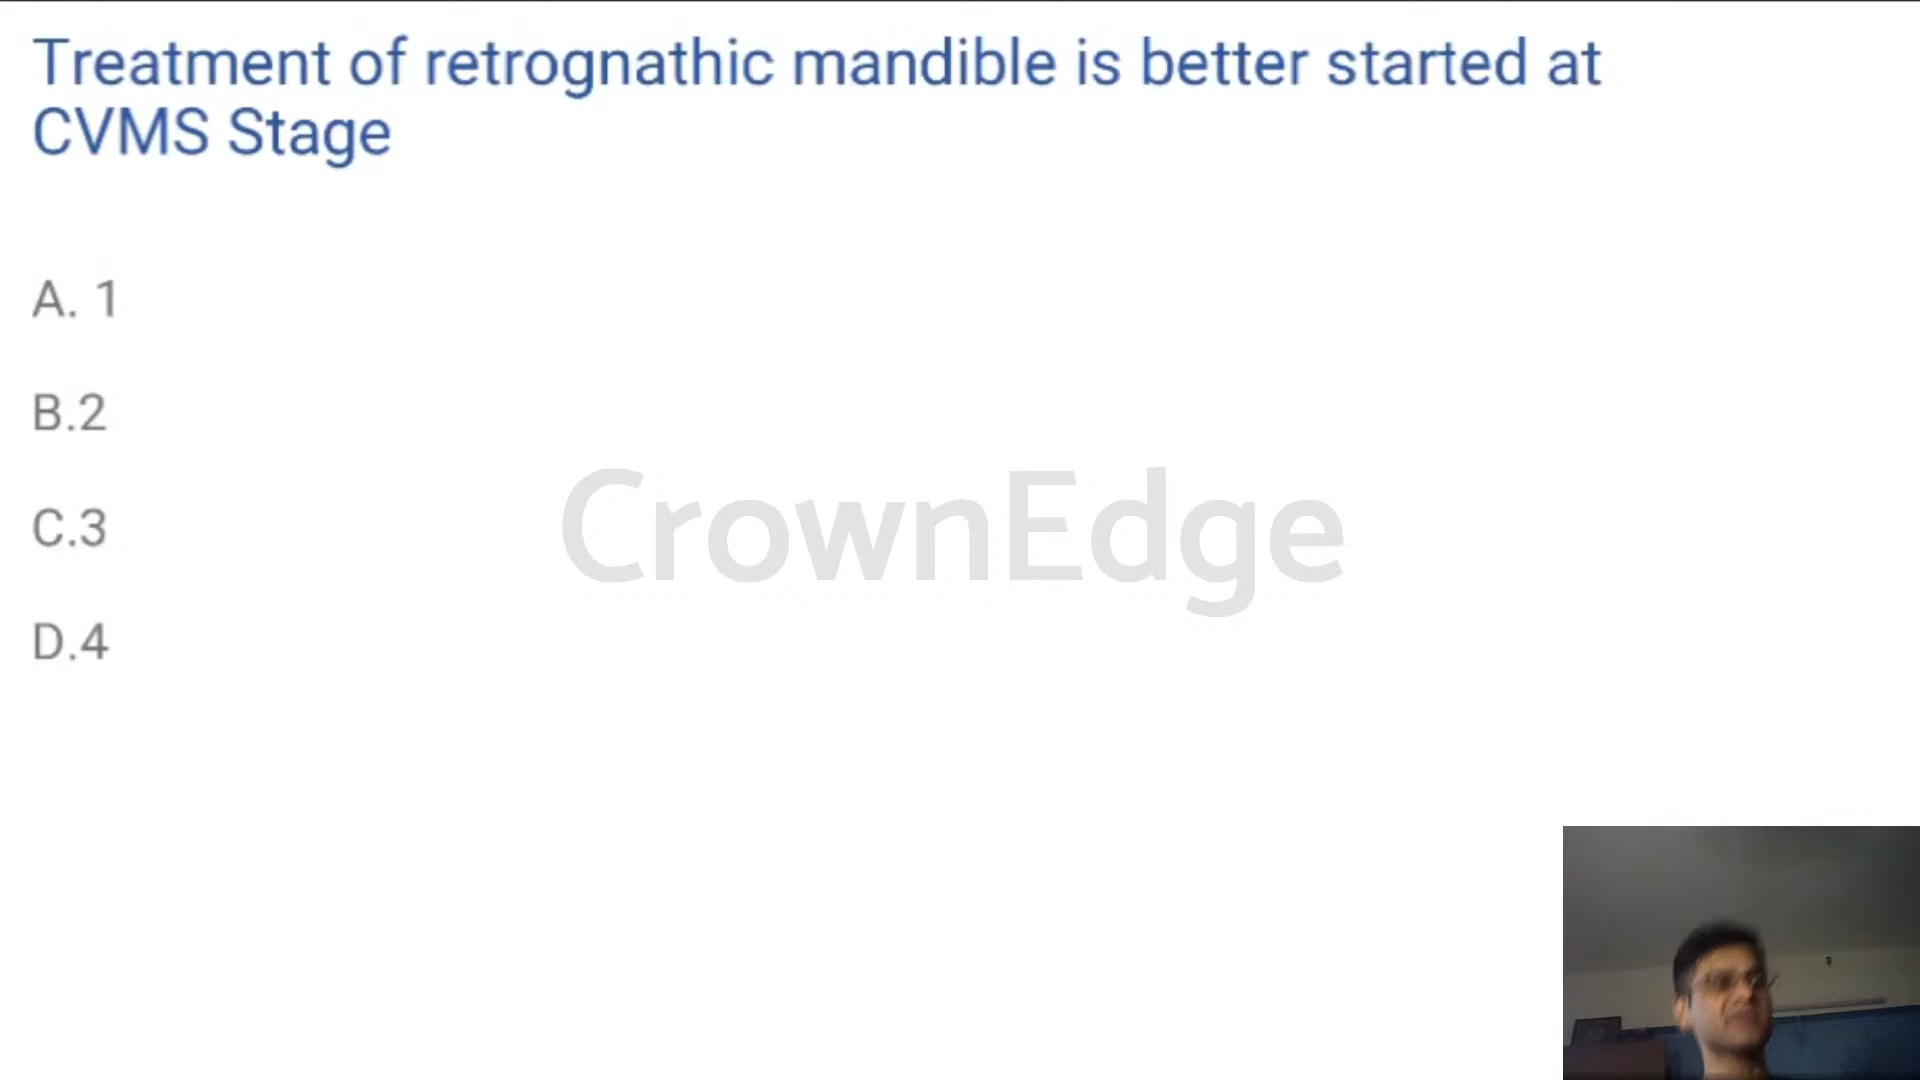 Treatment of retrognathic mandible is better started at
CVMS Stage
A. 1
B.2
C.3
CrownEdge
D.4